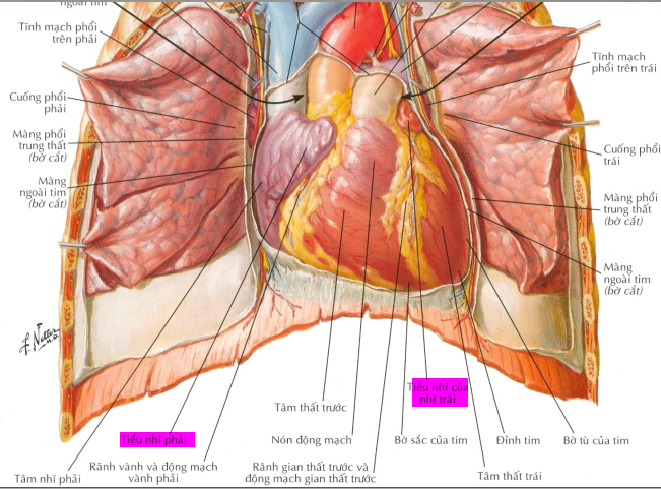 ngoài tim
Tĩnh mạch phổi
trên phải
Cuống phổi
phải
Màng phổi
trung thất
(bờ cắt)
Màng
ngoài tim
(bờ cắt)
Tĩnh mạch
phổi trên trái
Cuống phổi
trái
Màng phổi
trung thất
(bờ cắt)
Màng
ngoài tim
(bờ cắt)
F. Netter
M.D.
Tiểu nhĩ của
nhĩ trái
Tâm thất trước
Tiểu nhĩ phải
Nón động mạch
Bờ sắc của tim
Đỉnh tim
Bờ tù của tim
Tâm nhĩ phải
Rãnh vành và động mạch
vành phải
Rãnh gian thất trước và
động mạch gian thất trước
Tâm thất trái